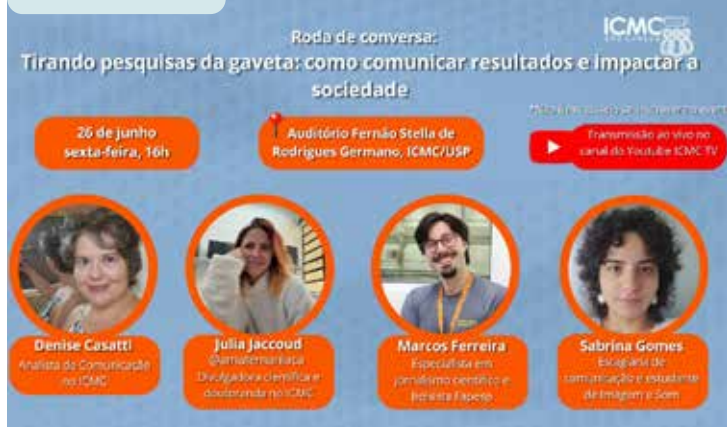 ICMC
Roda de conversa:
Tirando pesquisas da gaveta: como comunicar resultados e impactar a
sociedade
26 de junho
sexta-feira, 16h
Auditório Fernão Stella de
Rodrigues Germano, ICMC/USP
Transmissão ao vivo no
canal do Youtube ICMC TV
Denise Casatti
Analista de Comunicação
no ICMC
Julia Jaccoud
@amatematicaca
Divulgadora científica e
doutoranda no ICMC
Marcos Ferreira
Especialista em
jornalismo científico e
Bolsista Fapesp
Sabrina Gomes
Estagiária de
comunicação e estudante
de Imagem e Som